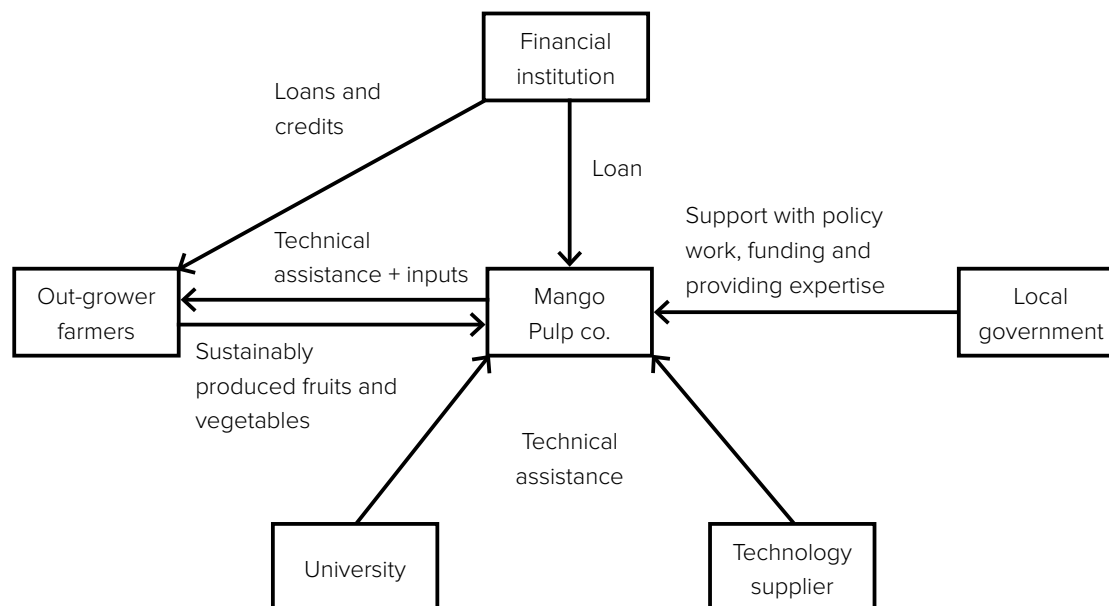 Financial
institution
Loans and
credits
Loan
Support with policy
work, funding and
providing expertise
Technical
assistance + inputs
Out-grower
farmers
Mango
Pulp co.
Local
government
Sustainably
produced fruits and
vegetables
Technical
assistance
University
Technology
supplier